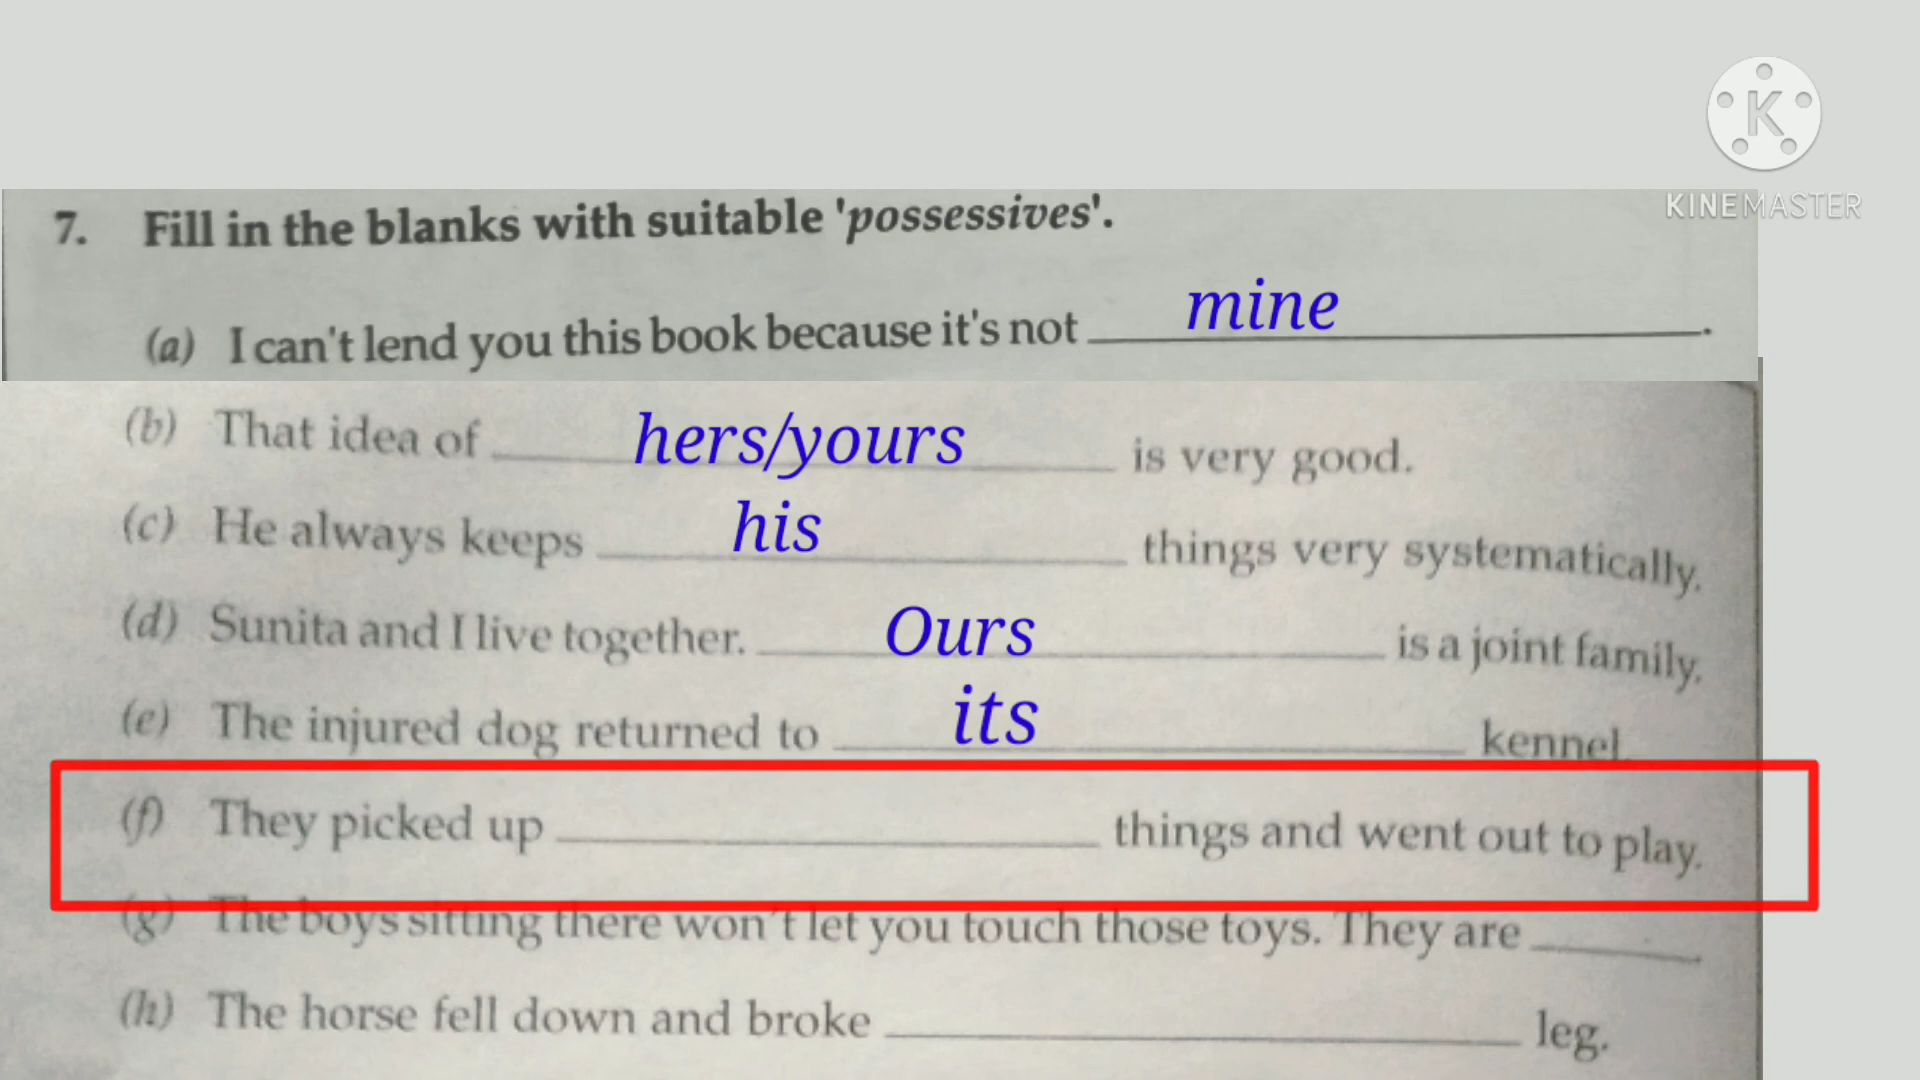 KINEMASTER
7. Fill in the blanks with suitable 'possessives'.
(a) I can't lend you this book because it's not mine.
(b) That idea of hers/yours is very good.
(c) He always keeps his things very systematically.
(d) Sunita and I live together. Ours is a joint family.
(e) The injured dog returned to its kennel.
(f) They picked up ____ things and went out to play.
(g) The boys sitting there won't let you touch those toys. They are ____
(h) The horse fell down and broke ____ leg.